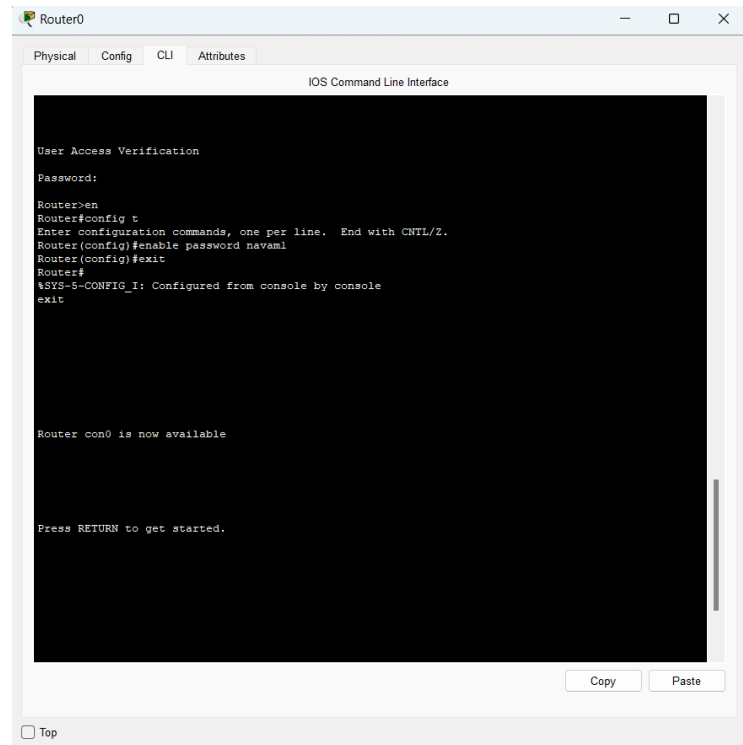 Router0
Physical Config CLI Attributes
IOS Command Line Interface
User Access Verification
Password:
Router>en
Router#config t
Enter configuration commands, one per line.  End with CNTL/Z.
Router(config)#enable password navaml
Router(config)#exit
Router#
%SYS-5-CONFIG_I: Configured from console by console
exit
Router con0 is now available
Press RETURN to get started.
Copy Paste
Top